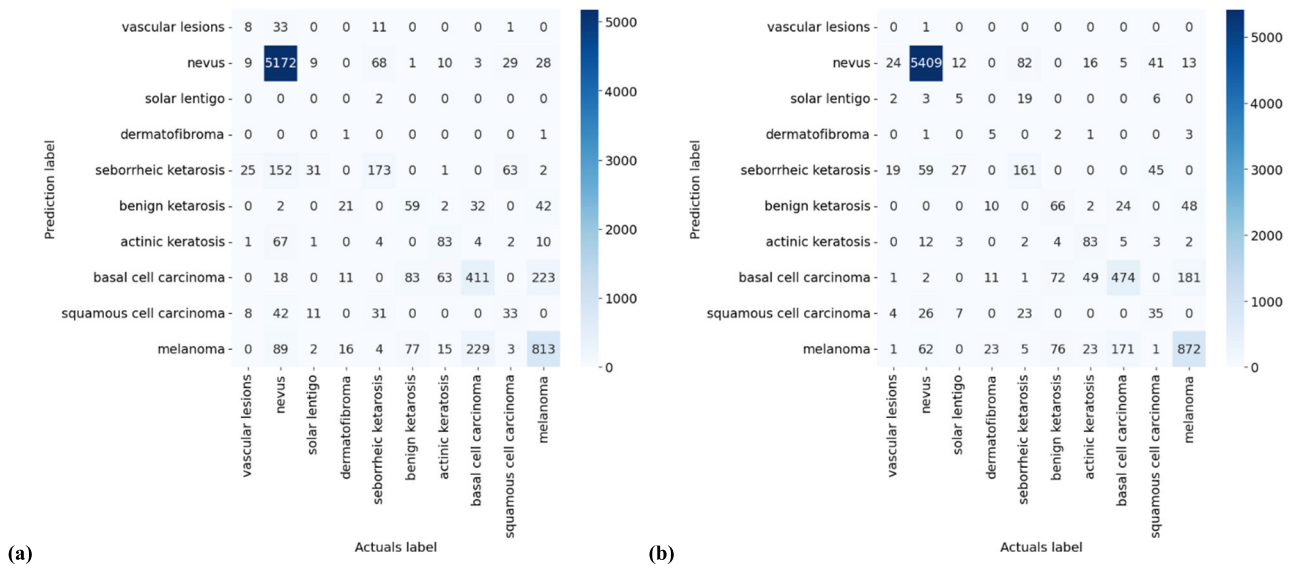 vascular lesions 8 33 0 0 11 0 0 0 1 0
nevus 9 5172 9 0 68 1 10 3 29 28
solar lentigo 0 0 0 0 2 0 0 0 0 0
dermatofibroma 0 0 0 1 0 0 0 0 0 1
seborrheic ketarosis 25 152 31 0 173 0 1 0 63 2
benign ketarosis 0 2 0 21 0 59 2 32 0 42
actinic keratosis 1 67 1 0 4 0 83 4 2 10
basal cell carcinoma 0 18 0 11 0 83 63 411 0 223
squamous cell carcinoma 8 42 11 0 31 0 0 0 33 0
melanoma 0 89 2 16 4 77 15 229 3 813
Prediction label
vascular lesions
nevus
solar lentigo
dermatofibroma
seborrheic ketarosis
benign ketarosis
actinic keratosis
basal cell carcinoma
squamous cell carcinoma
melanoma
Actuals label
5000
4000
3000
2000
1000
0
(a)
vascular lesions 0 1 0 0 0 0 0 0 0 0
nevus 24 5409 12 0 82 0 16 5 41 13
solar lentigo 2 3 5 0 19 0 0 0 6 0
dermatofibroma 0 1 0 5 0 2 1 0 0 3
seborrheic ketarosis 19 59 27 0 161 0 0 0 45 0
benign ketarosis 0 0 0 10 0 66 2 24 0 48
actinic keratosis 0 12 3 0 2 4 83 5 3 2
basal cell carcinoma 1 2 0 11 1 72 49 474 0 181
squamous cell carcinoma 4 26 7 0 23 0 0 0 35 0
melanoma 1 62 0 23 5 76 23 171 1 872
Prediction label
vascular lesions
nevus
solar lentigo
dermatofibroma
seborrheic ketarosis
benign ketarosis
actinic keratosis
basal cell carcinoma
squamous cell carcinoma
melanoma
Actuals label
5000
4000
3000
2000
1000
0
(b)